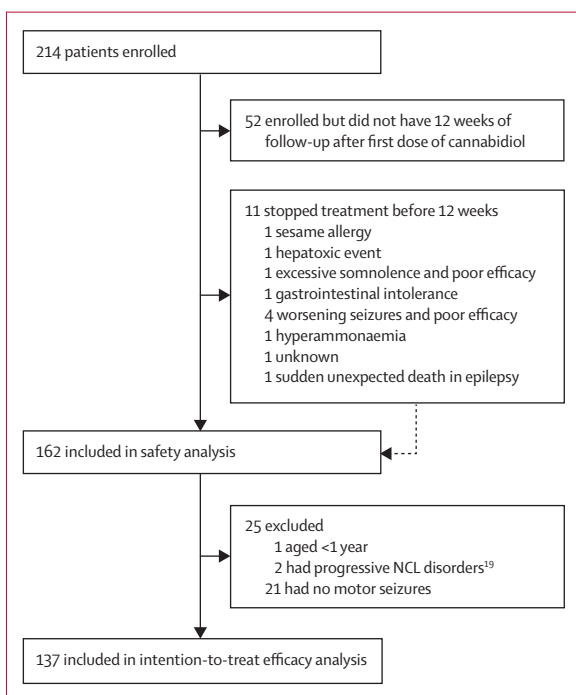 214 patients enrolled
52 enrolled but did not have 12 weeks of
follow-up after first dose of cannabidiol
11 stopped treatment before 12 weeks
1 sesame allergy
1 hepatoxic event
1 excessive somnolence and poor efficacy
1 gastrointestinal intolerance
4 worsening seizures and poor efficacy
1 hyperammonaemia
1 unknown
1 sudden unexpected death in epilepsy
162 included in safety analysis
25 excluded
1 aged <1 year
2 had progressive NCL disorders¹⁹
21 had no motor seizures
137 included in intention-to-treat efficacy analysis